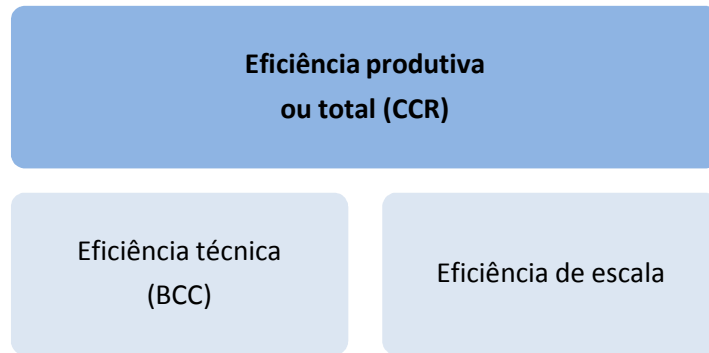 Eficiência produtiva
ou total (CCR)
Eficiência técnica
(BCC)
Eficiência de escala